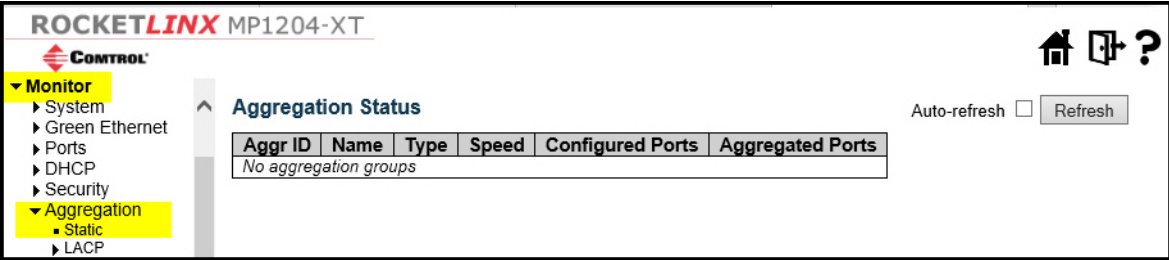 ROCKETLINX MP1204-XT
COMTROL
Monitor
System
Green Ethernet
Ports
DHCP
Security
Aggregation
Static
LACP
Aggregation Status
Auto-refresh Refresh
Aggr ID Name Type Speed Configured Ports Aggregated Ports
No aggregation groups